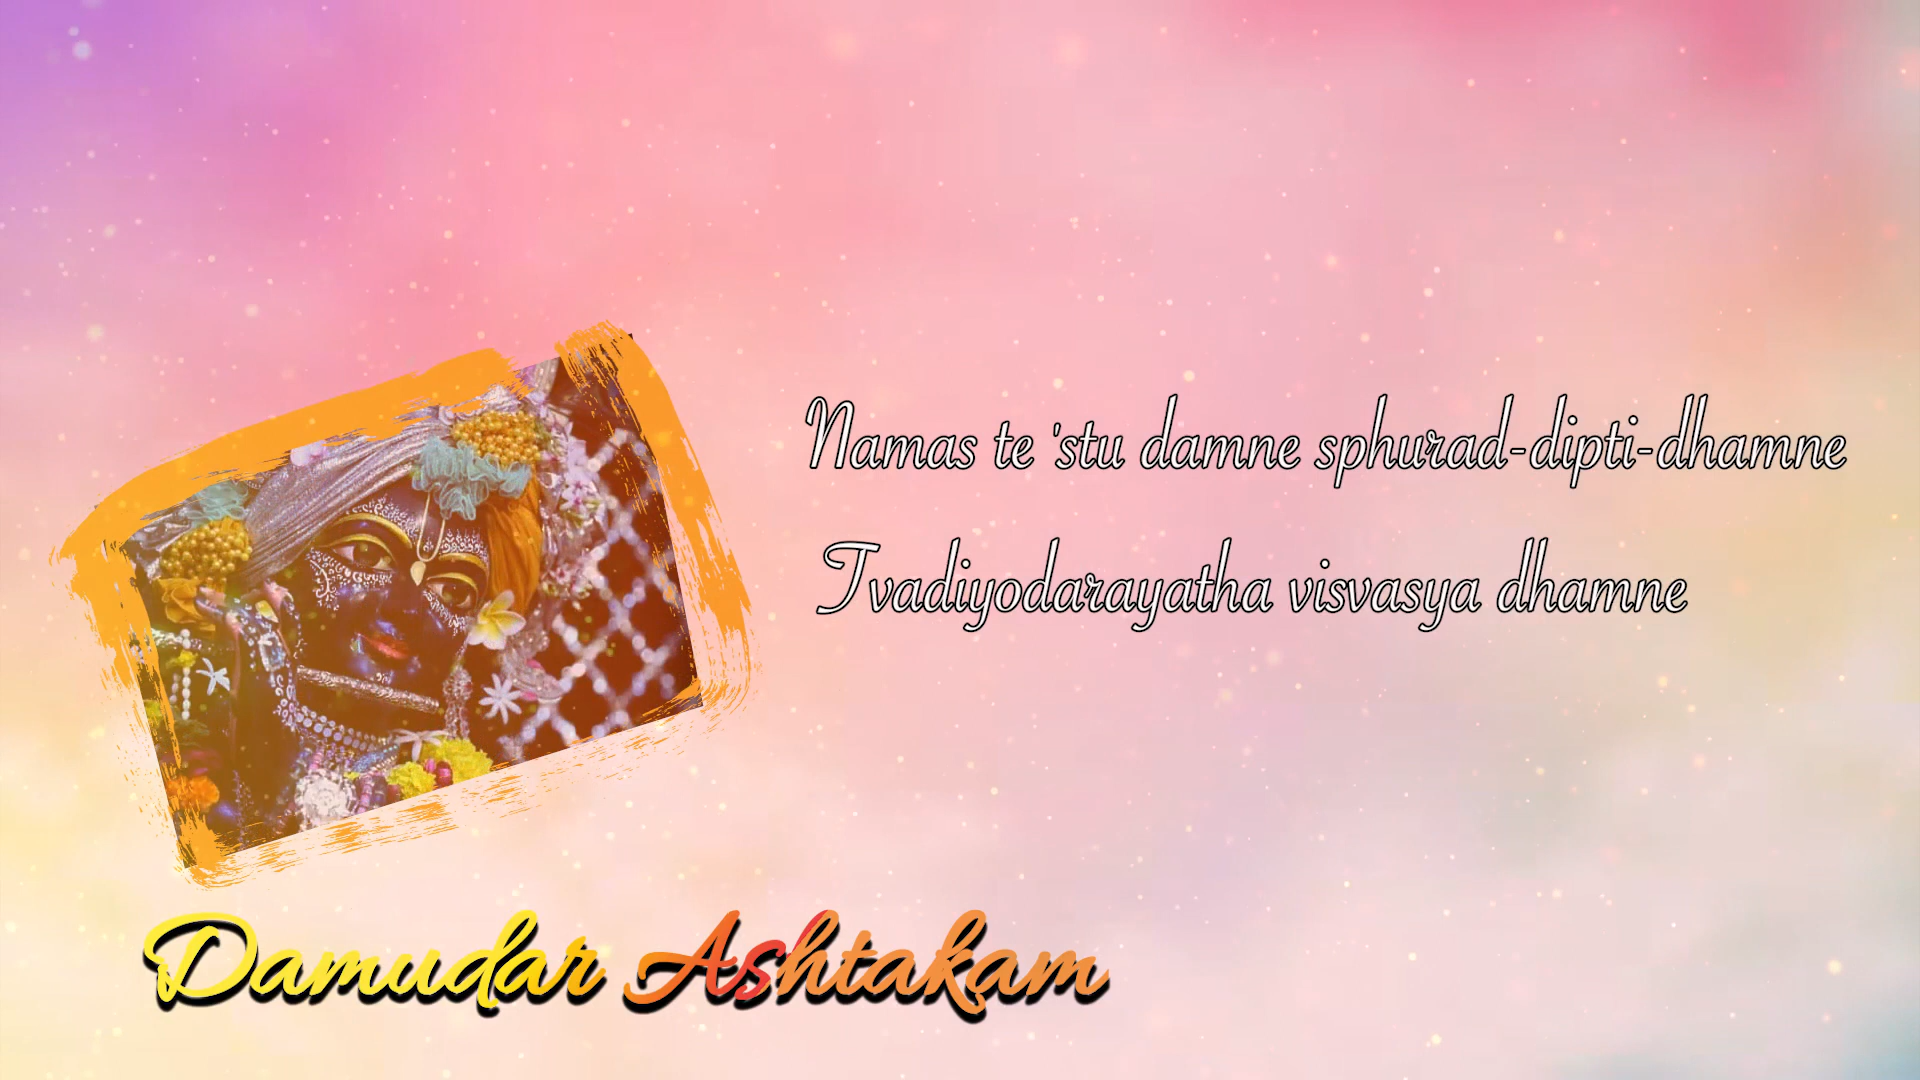 Namas te 'stu damne sphurad-dipti-dhamne
Tvadiyodarayatha visvasya dhamne
Damudar Ashtakam